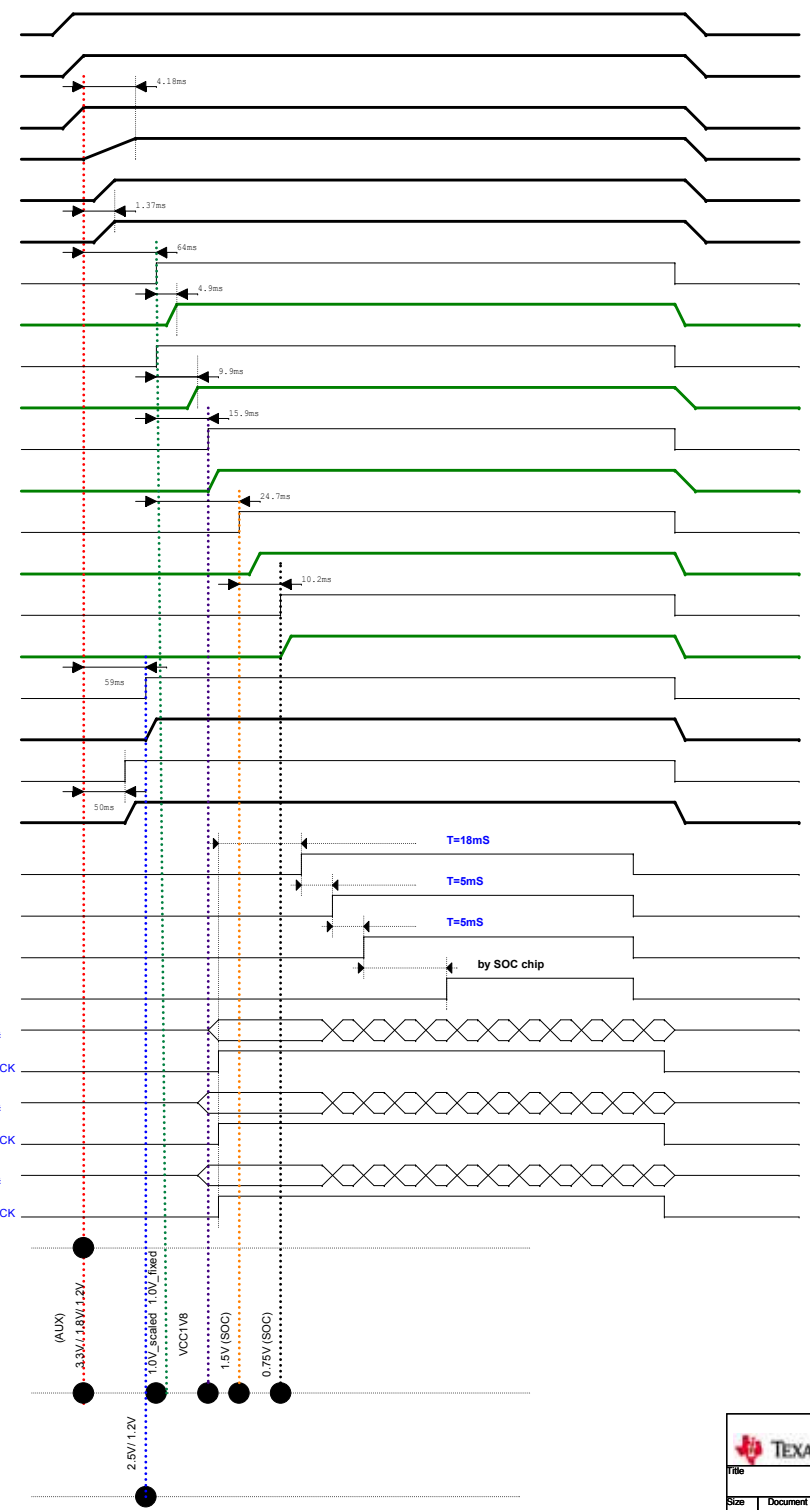 4.18ms
1.37ms
64ms
4.9ms
9.9ms
15.9ms
24.7ms
10.2ms
59ms
50ms
T=18mS
T=5mS
T=5mS
by SOC chip
CK
CK
CK
(AUX)
3.3V/ 1.8V/ 1.2V
1.0V_scaled 1.0V_fixed
VCC1V8
1.5V (SOC)
0.75V (SOC)
2.5V/ 1.2V
TEXA
Title
Size Document